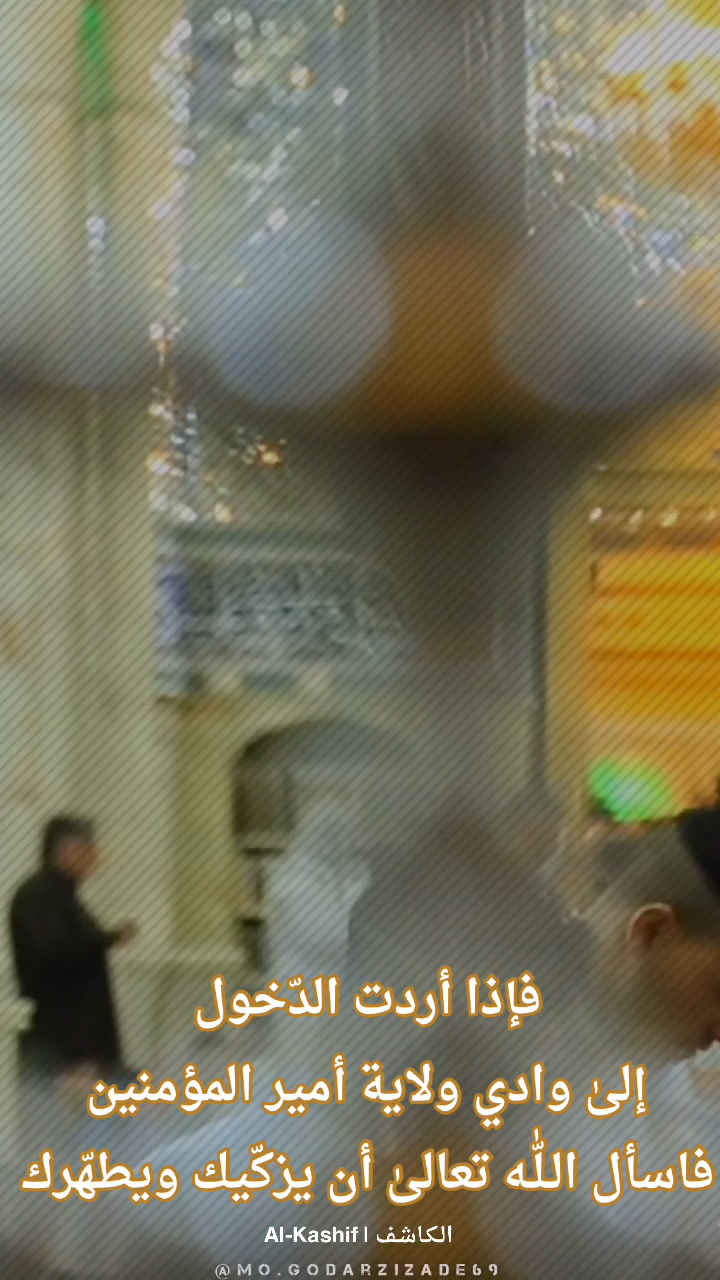 فإذا أردت الدّخول
إلىٰ وادي ولاية أمير المؤمنين
فاسأل اللّٰه تعالىٰ أن يزكّيك ويطهّرك
Al-Kashif | الكاشف
@MO.GODARZIZADE69